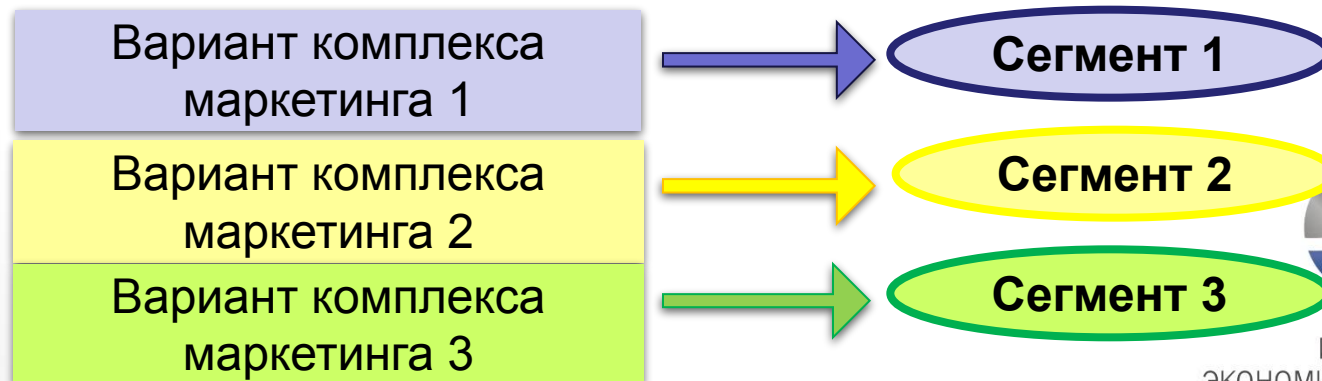 Вариант комплекса
маркетинга 1
Сегмент 1
Вариант комплекса
маркетинга 2
Сегмент 2
Вариант комплекса
маркетинга 3
Сегмент 3